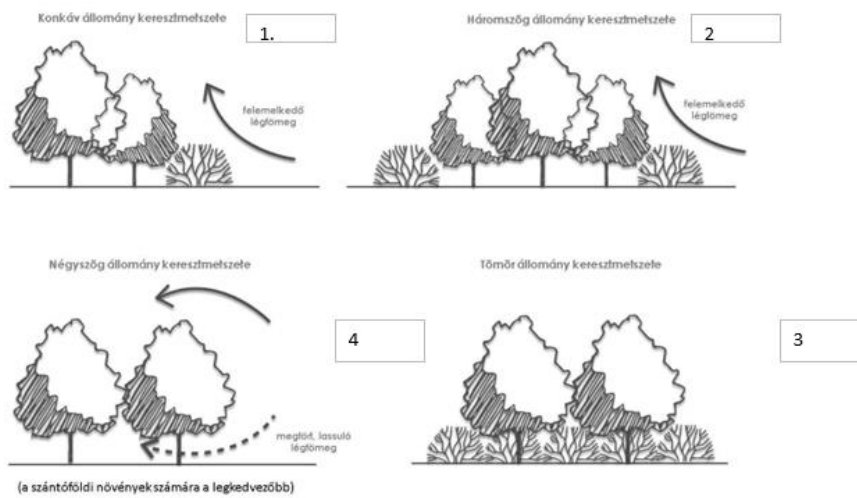 Konkáv állomány keresztmetszete
1.
felemelkedő
légtömeg
Háromszög állomány keresztmetszete
2
felemelkedő
légtömeg
Négyszög állomány keresztmetszete
4
megtört, lassuló
légtömeg
(a szántóföldi növények számára a legkedvezőbb)
Tömör állomány keresztmetszete
3